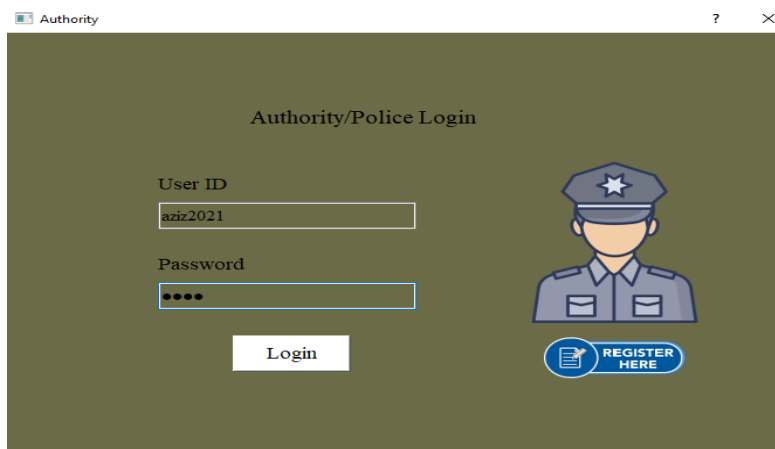 Authority
?
Authority/Police Login
User ID
aziz2021
Password
••••
Login
REGISTER
HERE